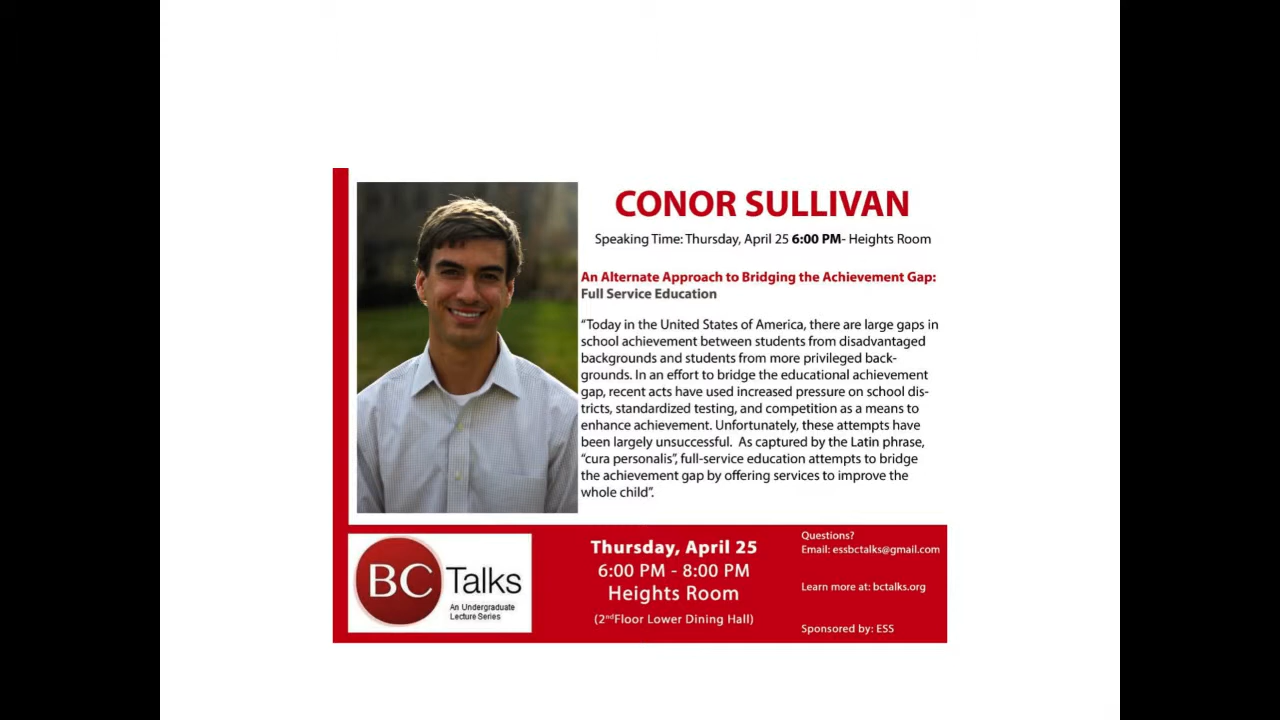 CONOR SULLIVAN
Speaking Time: Thursday, April 25 6:00 PM- Heights Room
An Alternate Approach to Bridging the Achievement Gap:
Full Service Education
“Today in the United States of America, there are large gaps in
school achievement between students from disadvantaged
backgrounds and students from more privileged back-
grounds. In an effort to bridge the educational achievement
gap, recent acts have used increased pressure on school dis-
tricts, standardized testing, and competition as a means to
enhance achievement. Unfortunately, these attempts have
been largely unsuccessful. As captured by the Latin phrase,
“cura personalis”, full-service education attempts to bridge
the achievement gap by offering services to improve the
whole child”.
BC Talks
An Undergraduate
Lecture Series
Thursday, April 25
6:00 PM - 8:00 PM
Heights Room
(2ndFloor Lower Dining Hall)
Questions?
Email: essbctalks@gmail.com
Learn more at: bctalks.org
Sponsored by: ESS